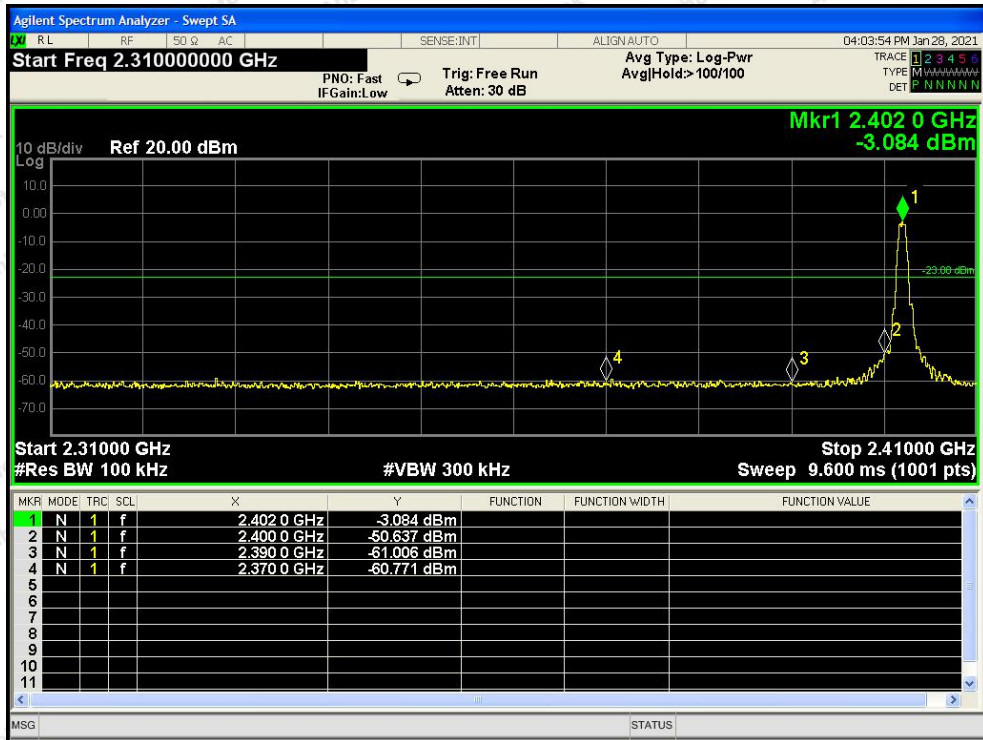 Agilent Spectrum Analyzer - Swept SA
LXI RL RF 50 Ω AC SENSE:INT ALIGN AUTO 04:03:54 PM Jan 28, 2021
Start Freq 2.310000000 GHz
PNO: Fast
IFGain:Low
Trig: Free Run
Atten: 30 dB
Avg Type: Log-Pwr
Avg|Hold:> 100/100
TRACE 1 2 3 4 5 6
TYPE M W W W W W
DET P N N N N N
Mkr1 2.402 0 GHz
-3.084 dBm
10 dB/div Ref 20.00 dBm
Log
10.0
0.00
-10.0
-20.0
-30.0
-40.0
-50.0
-60.0
-70.0
1
-23.00 dBm
2
3
4
Start 2.31000 GHz Stop 2.41000 GHz
#Res BW 100 kHz #VBW 300 kHz Sweep 9.600 ms (1001 pts)
MKR MODE TRC SCL X Y FUNCTION FUNCTION WIDTH FUNCTION VALUE
1 N 1 f 2.402 0 GHz -3.084 dBm
2 N 1 f 2.400 0 GHz -50.637 dBm
3 N 1 f 2.390 0 GHz -61.006 dBm
4 N 1 f 2.370 0 GHz -60.771 dBm
5
6
7
8
9
10
11
MSG STATUS